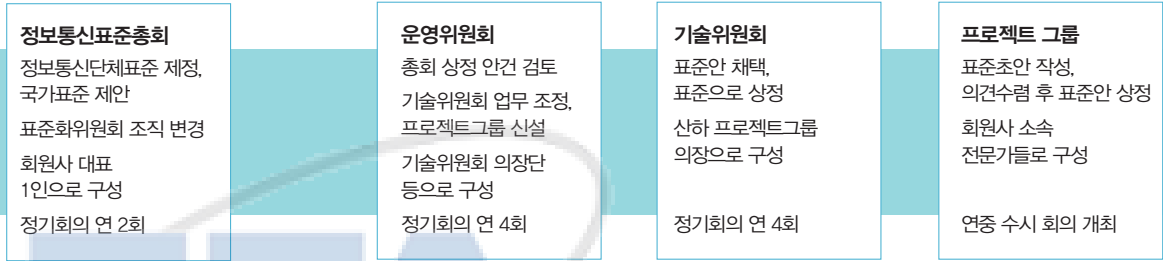 정보통신표준총회
정보통신단체표준 제정,
국가표준 제안
표준화위원회 조직 변경
회원사 대표
1인으로 구성
정기회의 연 2회
운영위원회
총회 상정 안건 검토
기술위원회 업무 조정,
프로젝트그룹 신설
기술위원회 의장단
등으로 구성
정기회의 연 4회
기술위원회
표준안 채택,
표준으로 상정
산하 프로젝트그룹
의장으로 구성
정기회의 연 4회
프로젝트 그룹
표준초안 작성,
의견수렴 후 표준안 상정
회원사 소속
전문가들로 구성
연중 수시 회의 개최